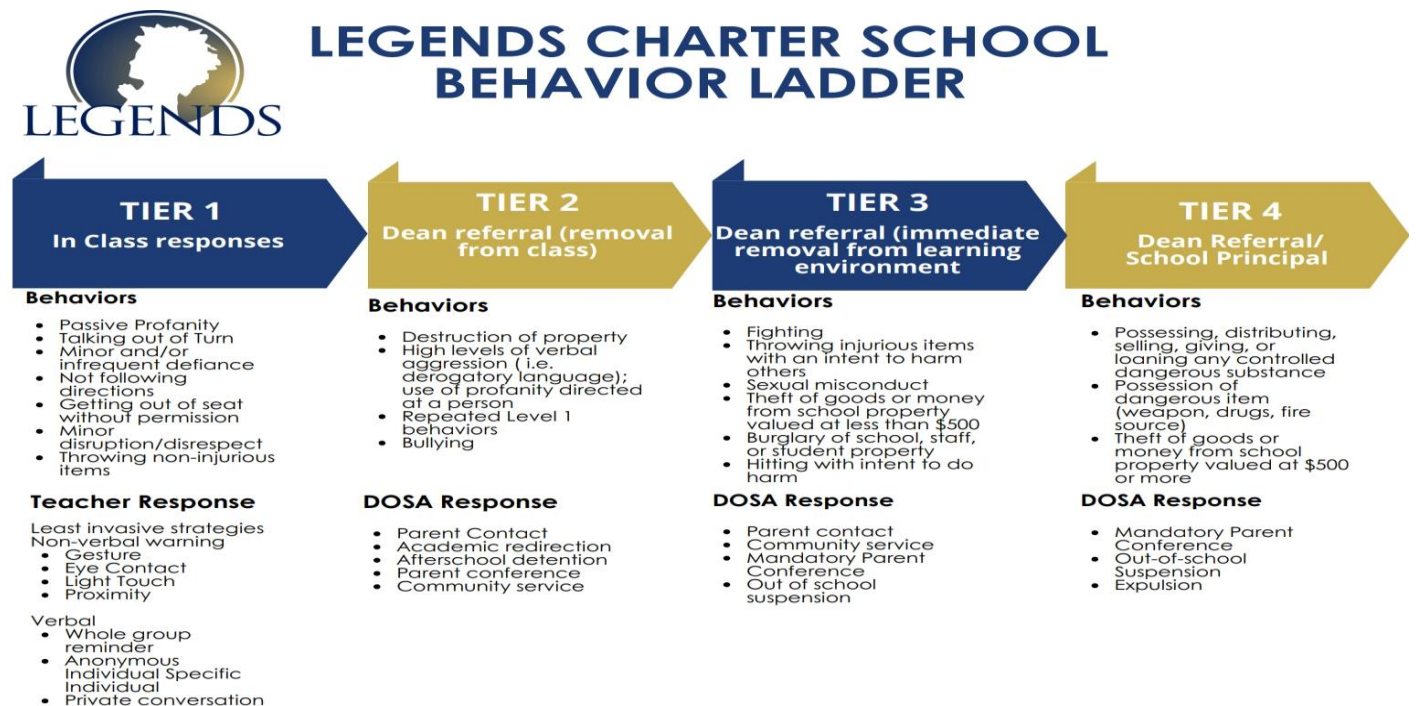 LEGENDS
LEGENDS CHARTER SCHOOL
BEHAVIOR LADDER
TIER 1
In Class responses
Behaviors
• Passive Profanity
• Talking out of Turn
• Minor and/or
infrequent defiance
• Not following
directions
• Getting out of seat
without permission
• Minor
disruption/disrespect
• Throwing non-injurious
items
Teacher Response
Least invasive strategies
Non-verbal warning
• Gesture
• Eye Contact
• Light Touch
• Proximity
Verbal
• Whole group
reminder
• Anonymous
Individual Specific
Individual
• Private conversation
TIER 2
Dean referral (removal
from class)
Behaviors
• Destruction of property
• High levels of verbal
aggression ( i.e.
derogatory language);
use of profanity directed
at a person
• Repeated Level 1
behaviors
• Bullying
DOSA Response
• Parent Contact
• Academic redirection
• Afterschool detention
• Parent conference
• Community service
TIER 3
Dean referral (immediate
removal from learning
environment
Behaviors
• Fighting
• Throwing injurious items
with an intent to harm
others
• Sexual misconduct
• Theft of goods or money
from school property
valued at less than $500
• Burglary of school, staff,
or student property
• Hitting with intent to do
harm
DOSA Response
• Parent contact
• Community service
• Mandatory Parent
Conference
• Out of school
suspension
TIER 4
Dean Referral/
School Principal
Behaviors
• Possessing, distributing,
selling, giving, or
loaning any controlled
dangerous substance
• Possession of
dangerous item
(weapon, drugs, fire
source)
• Theft of goods or
money from school
property valued at $500
or more
DOSA Response
• Mandatory Parent
Conference
• Out-of-school
Suspension
• Expulsion